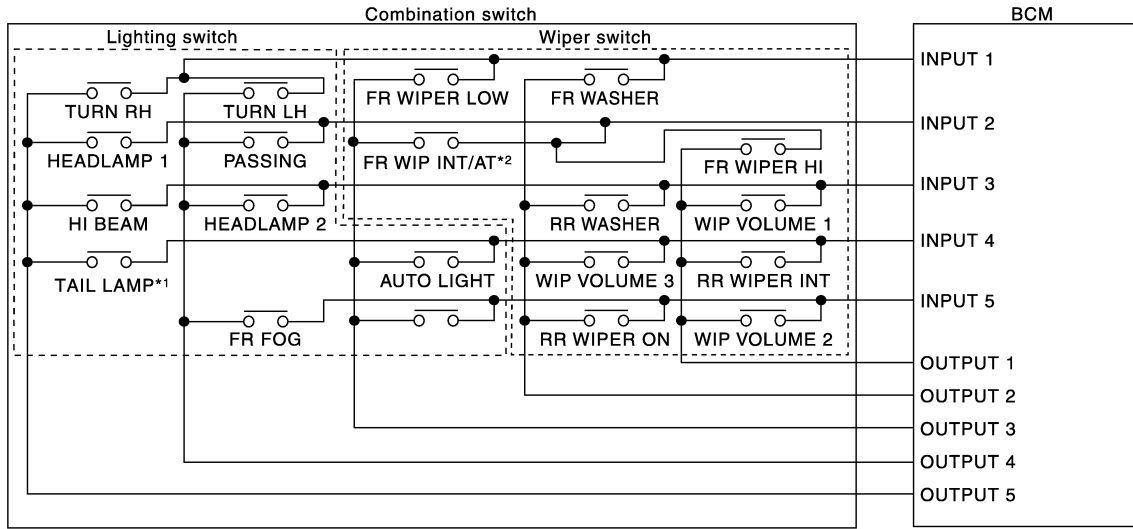 Combination switch
BCM
Lighting switch
Wiper switch
INPUT 1
TURN RH
TURN LH
FR WIPER LOW
FR WASHER
INPUT 2
HEADLAMP 1
PASSING
FR WIP INT/AT*2
FR WIPER HI
INPUT 3
HI BEAM
HEADLAMP 2
RR WASHER
WIP VOLUME 1
INPUT 4
TAIL LAMP*1
AUTO LIGHT
WIP VOLUME 3
RR WIPER INT
INPUT 5
FR FOG
RR WIPER ON
WIP VOLUME 2
OUTPUT 1
OUTPUT 2
OUTPUT 3
OUTPUT 4
OUTPUT 5